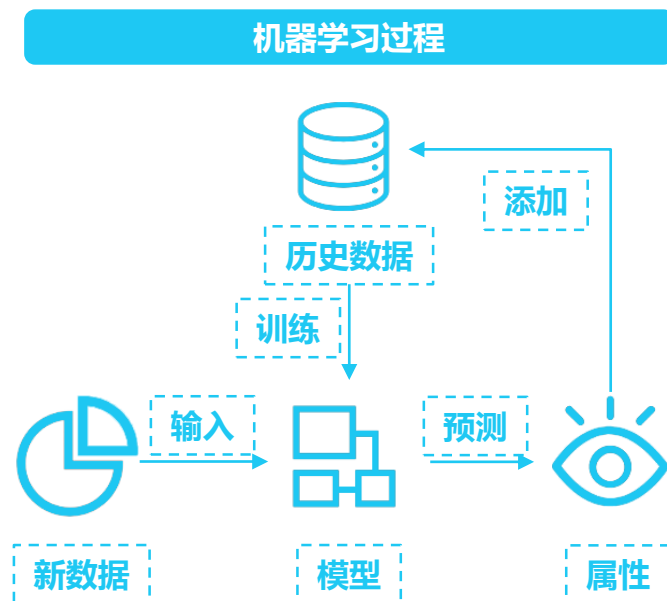 机器学习过程
添加
历史数据
训练
输入
预测
新数据
模型
属性